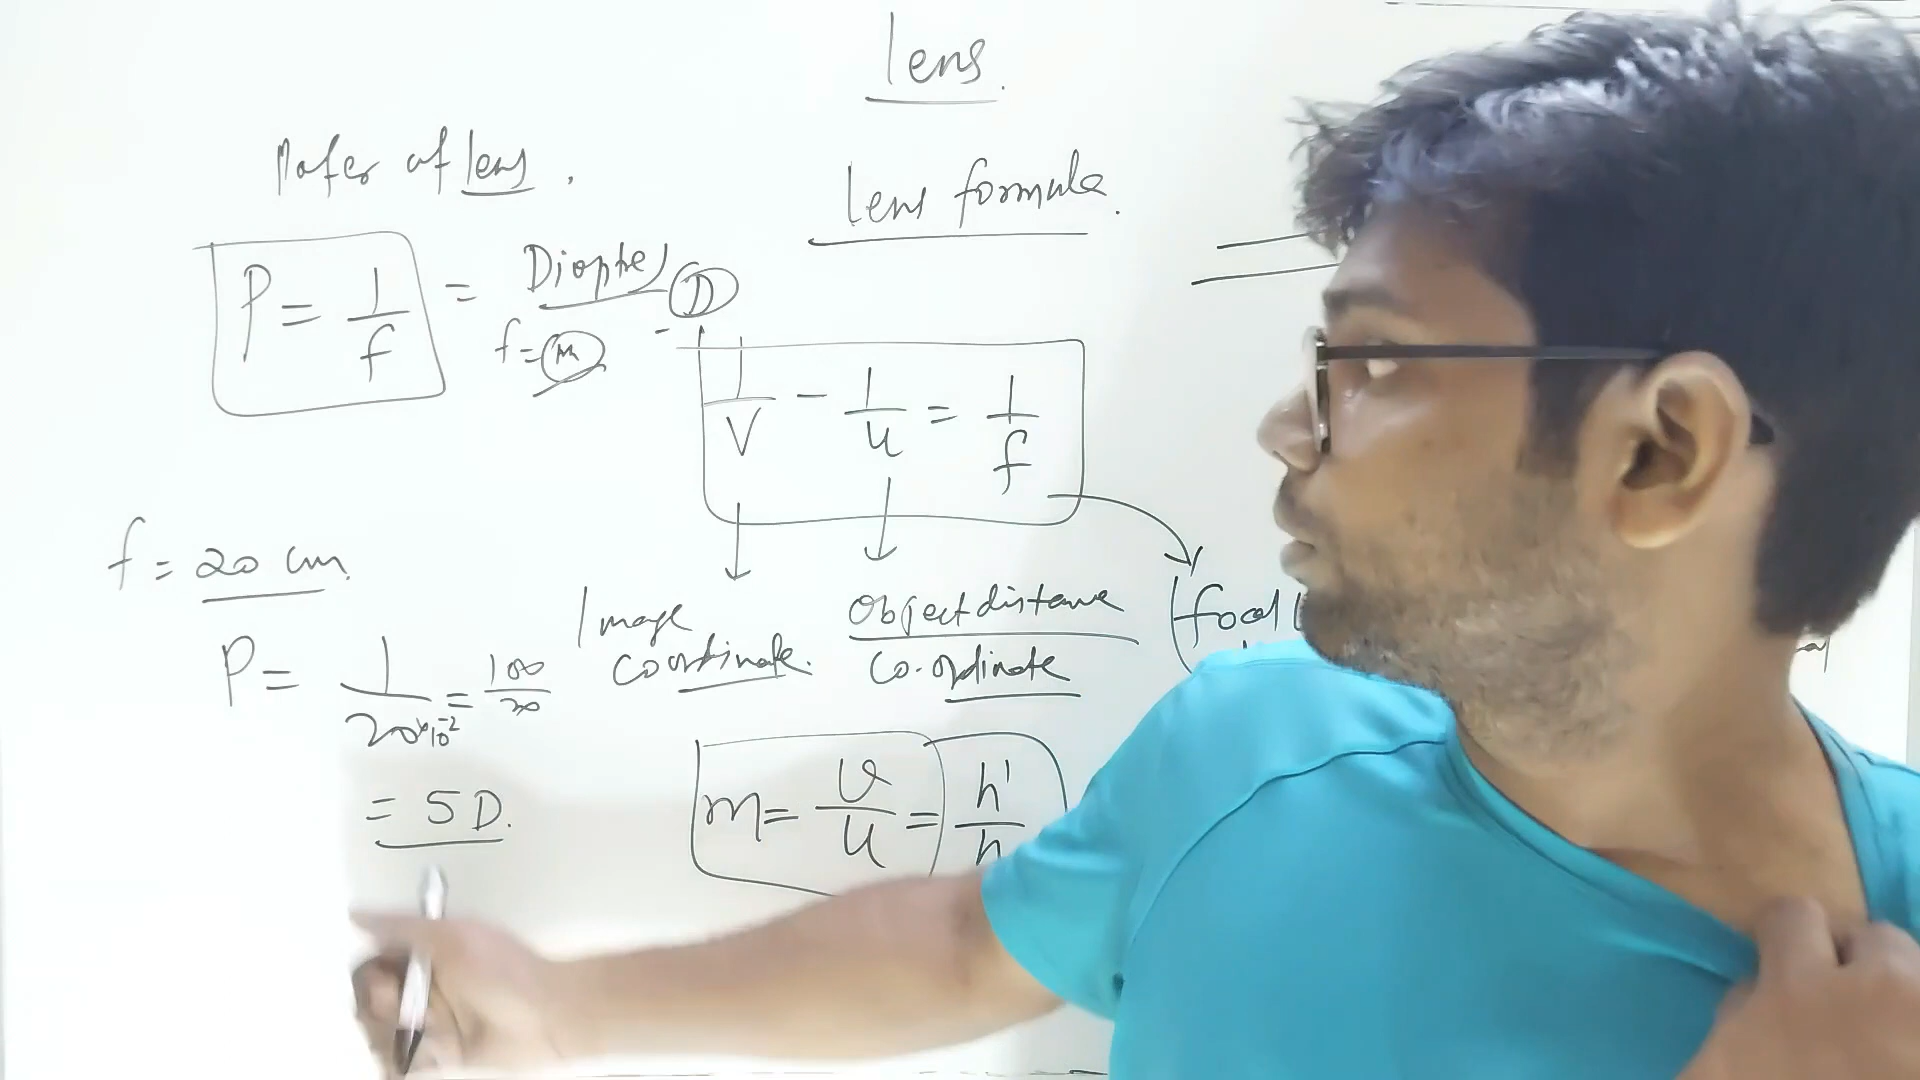 Lens.
Power of lens.
P = 1/f = Diopter (D)
f = (m)
Lens formula.
1/V - 1/u = 1/f
Image coordinate.
Object distance
Co-ordinate
focal
f = 20 cm.
P = 1/20×10^-2 = 100/20
= 5 D.
m = v/u = h'/h